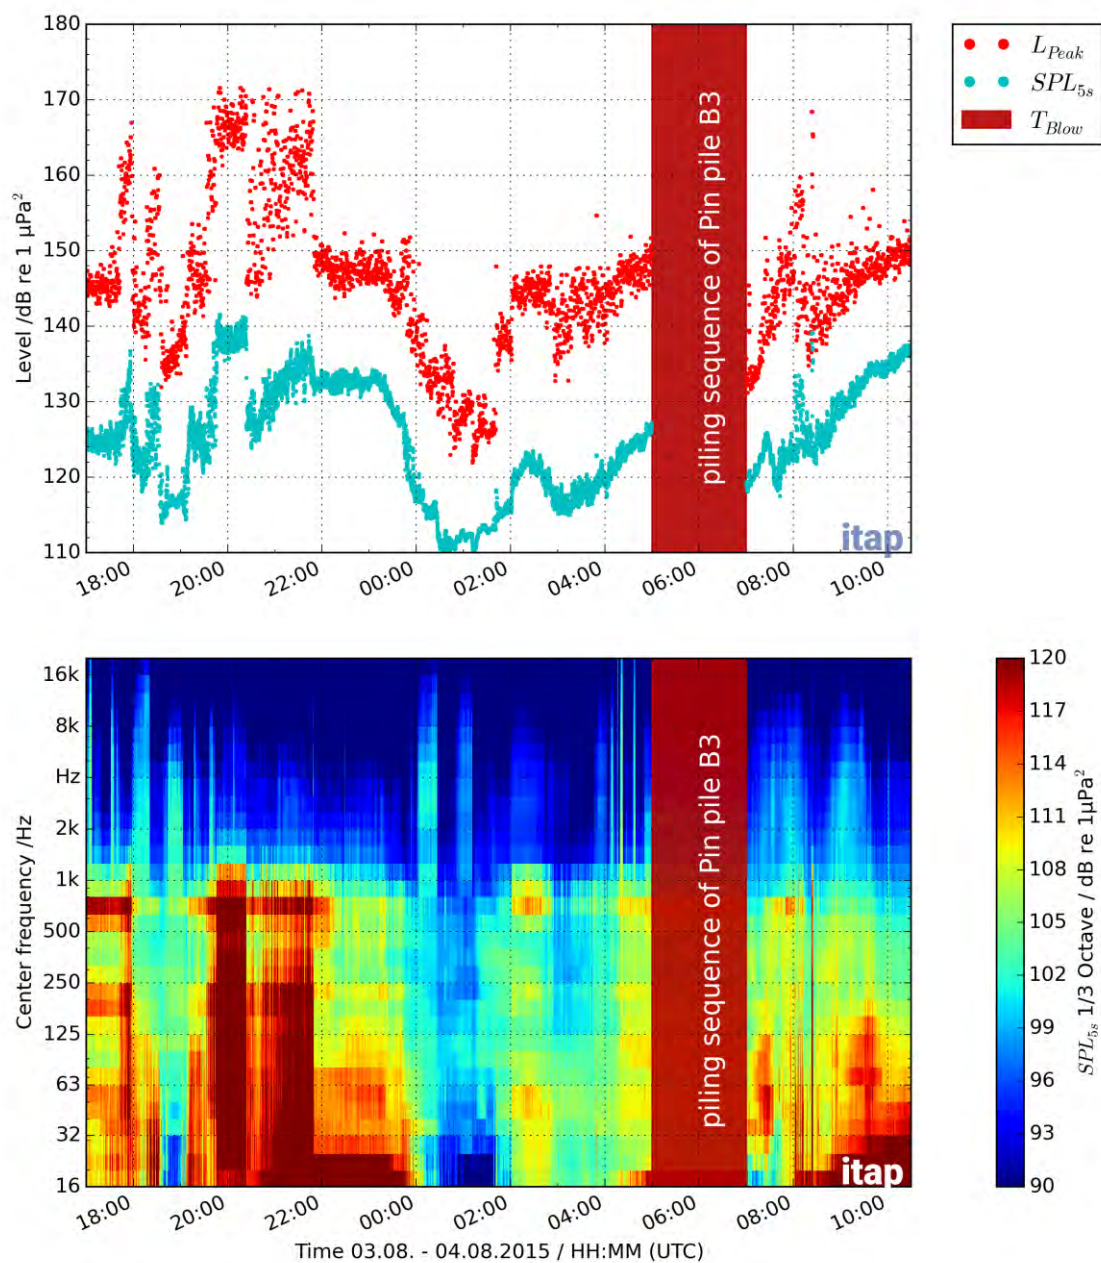 180
170
160
150
140
130
120
110
Level /dB re 1 µPa²
18:00 20:00 22:00 00:00 02:00 04:00 06:00 08:00 10:00
piling sequence of Pin pile B3
itap
L_Peak
SPL_5s
T_Blow
16k
8k
Hz
2k
1k
500
250
125
63
32
16
Center frequency /Hz
piling sequence of Pin pile B3
itap
18:00 20:00 22:00 00:00 02:00 04:00 06:00 08:00 10:00
Time 03.08. - 04.08.2015 / HH:MM (UTC)
120
117
114
111
108
105
102
99
96
93
90
SPL_5s 1/3 Octave / dB re 1µPa²